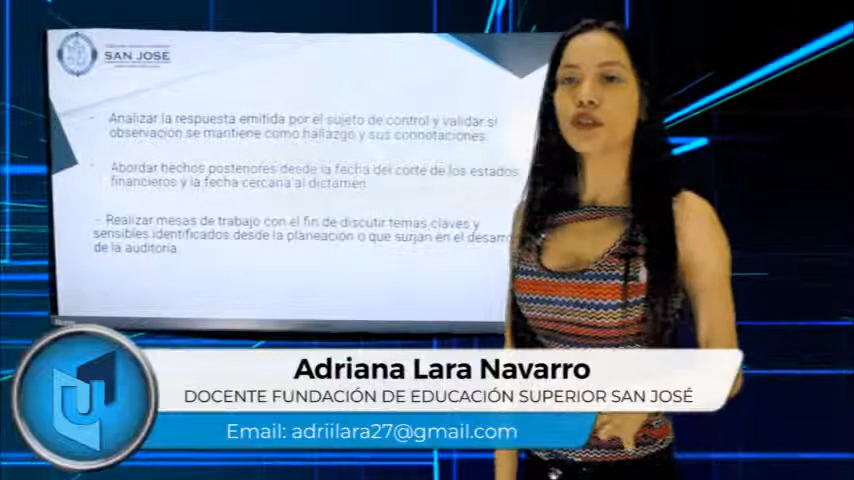 SAN JOSÉ
- Analizar la respuesta emitida por el sujeto de control y validar si
observación se mantiene como hallazgo y sus connotaciones.
- Abordar hechos posteriores desde la fecha del corte de los estados
financieros y la fecha cercana al dictamen
- Realizar mesas de trabajo con el fin de discutir temas claves y
sensibles identificados desde la planeación o que surjan en el desarro
de la auditoría.
Adriana Lara Navarro
DOCENTE FUNDACIÓN DE EDUCACIÓN SUPERIOR SAN JOSÉ
Email: adriilara27@gmail.com